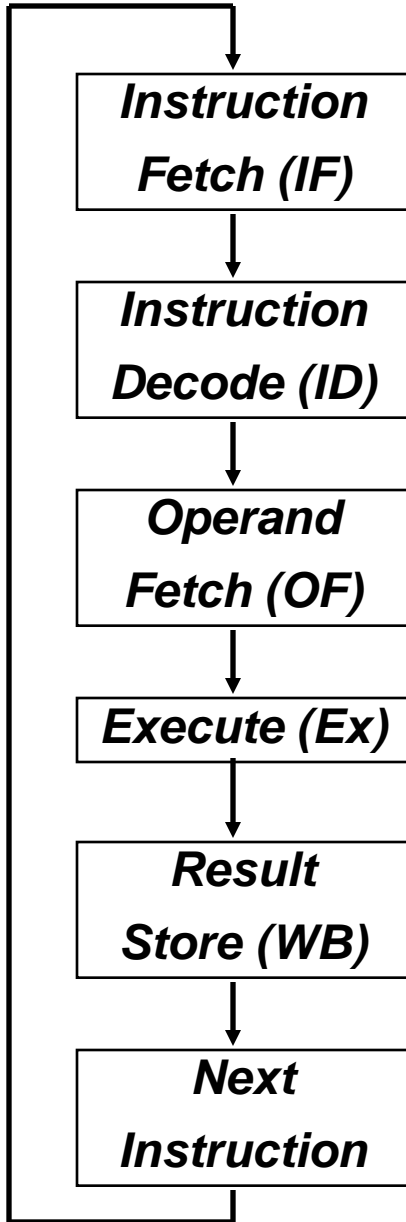 Instruction
Fetch (IF)
Instruction
Decode (ID)
Operand
Fetch (OF)
Execute (Ex)
Result
Store (WB)
Next
Instruction